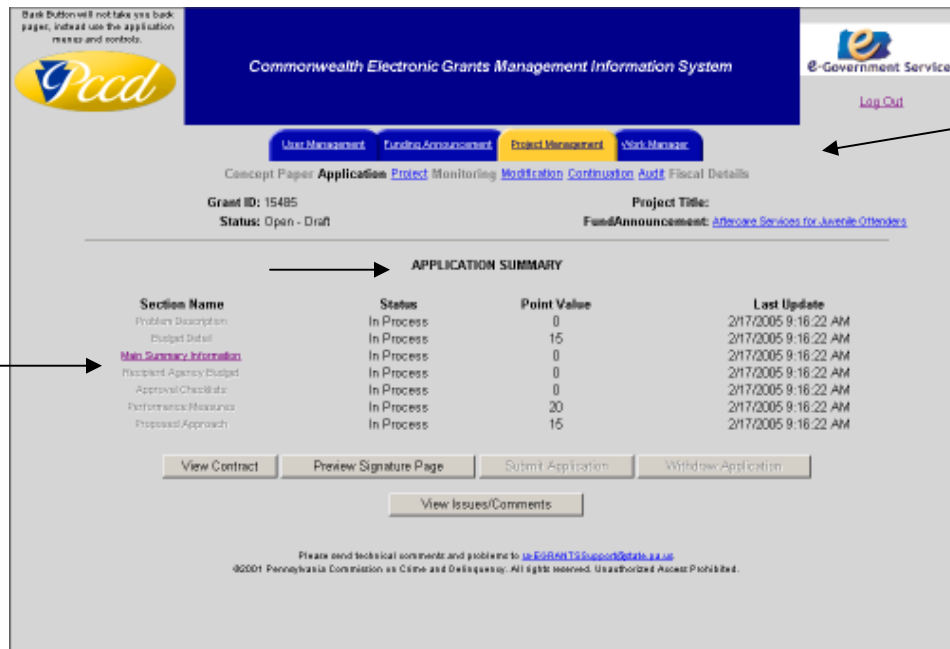 Back Button will not take you back
pages, instead use the application
menus and controls.
Pccd
Commonwealth Electronic Grants Management Information System
e-Government Service
Log Out
User Management Funding Announcement Project Management Work Manager
Concept Paper Application Project Monitoring Modification Continuation Audit Fiscal Details
Grant ID: 15485 Project Title:
Status: Open - Draft FundAnnouncement: Aftercare Services for Juvenile Offenders
APPLICATION SUMMARY
Section Name Status Point Value Last Update
Problem Description In Process 0 2/17/2005 9:16:22 AM
Budget Detail In Process 15 2/17/2005 9:16:22 AM
Main Summary Information In Process 0 2/17/2005 9:16:22 AM
Recipient Agency Budget In Process 0 2/17/2005 9:16:22 AM
Approval Checklists In Process 0 2/17/2005 9:16:22 AM
Performance Measures In Process 20 2/17/2005 9:16:22 AM
Proposed Approach In Process 15 2/17/2005 9:16:22 AM
View Contract Preview Signature Page Submit Application Withdraw Application
View Issues/Comments
Please send technical comments and problems to ra-EGRANTSSupport@state.pa.us
©2001 Pennsylvania Commission on Crime and Delinquency. All rights reserved. Unauthorized Access Prohibited.